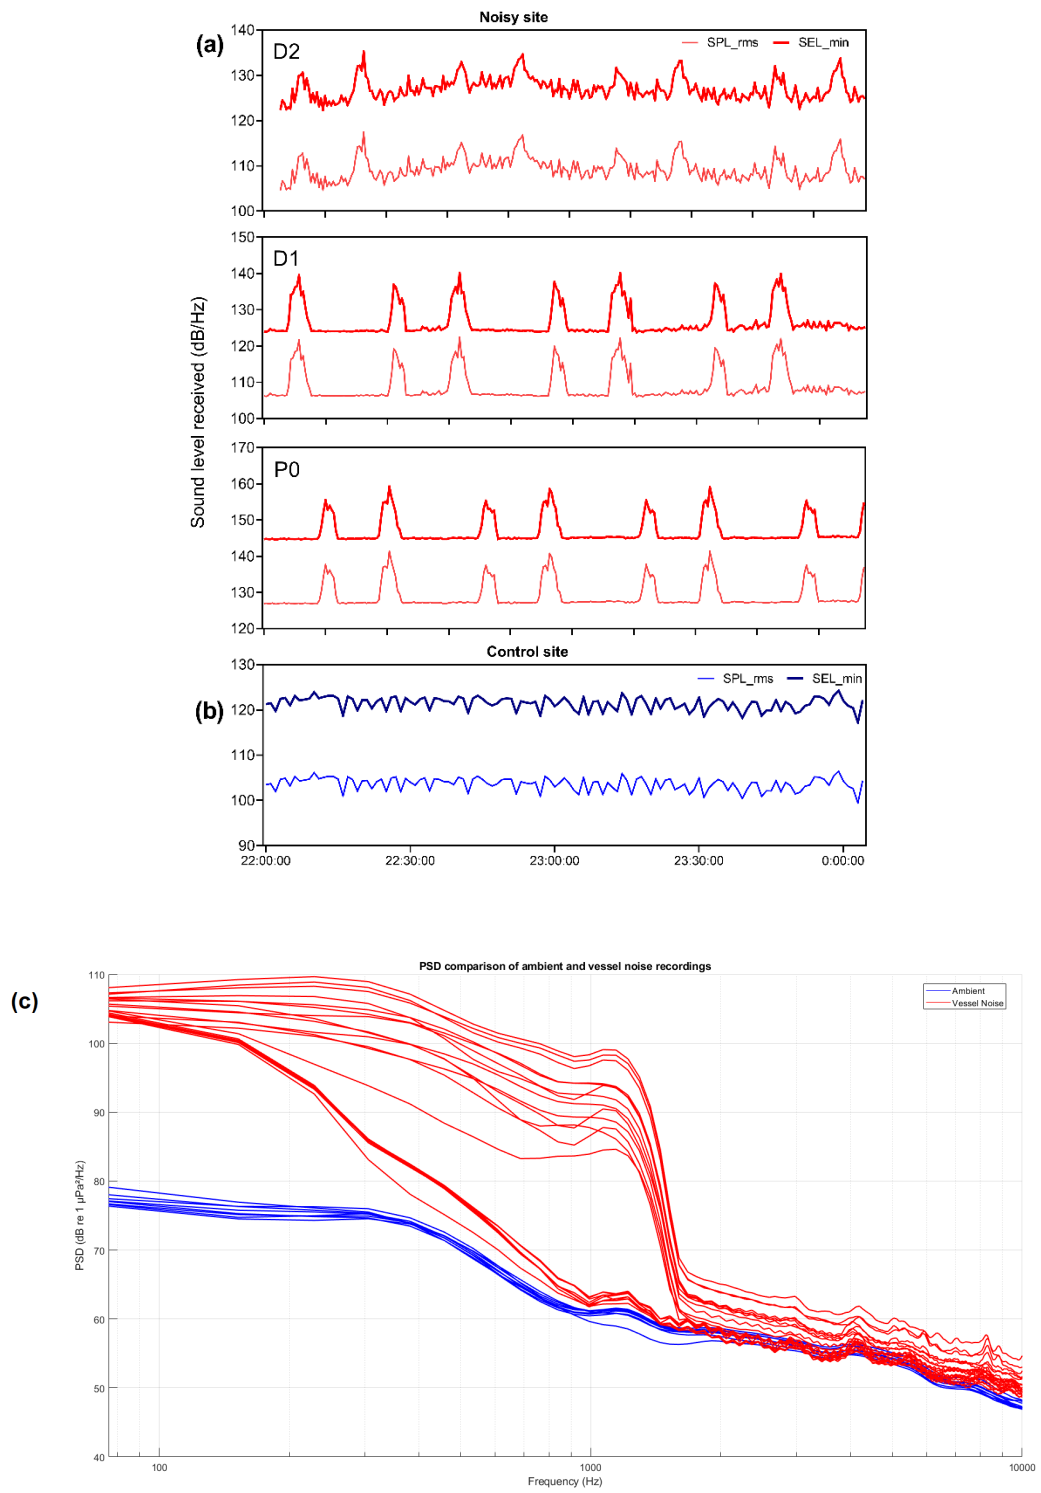 Noisy site
(a)
D2
SPL_rms
SEL_min
140
130
120
110
100
D1
150
140
130
120
110
100
Sound level received (dB/Hz)
P0
170
160
150
140
130
120
Control site
(b)
SPL_rms
SEL_min
130
120
110
100
90
22:00:00 22:30:00 23:00:00 23:30:00 0:00:00
(c)
PSD comparison of ambient and vessel noise recordings
Ambient
Vessel Noise
110
100
90
80
70
60
50
40
PSD (dB re 1 µPa²/Hz)
100 1000 10000
Frequency (Hz)